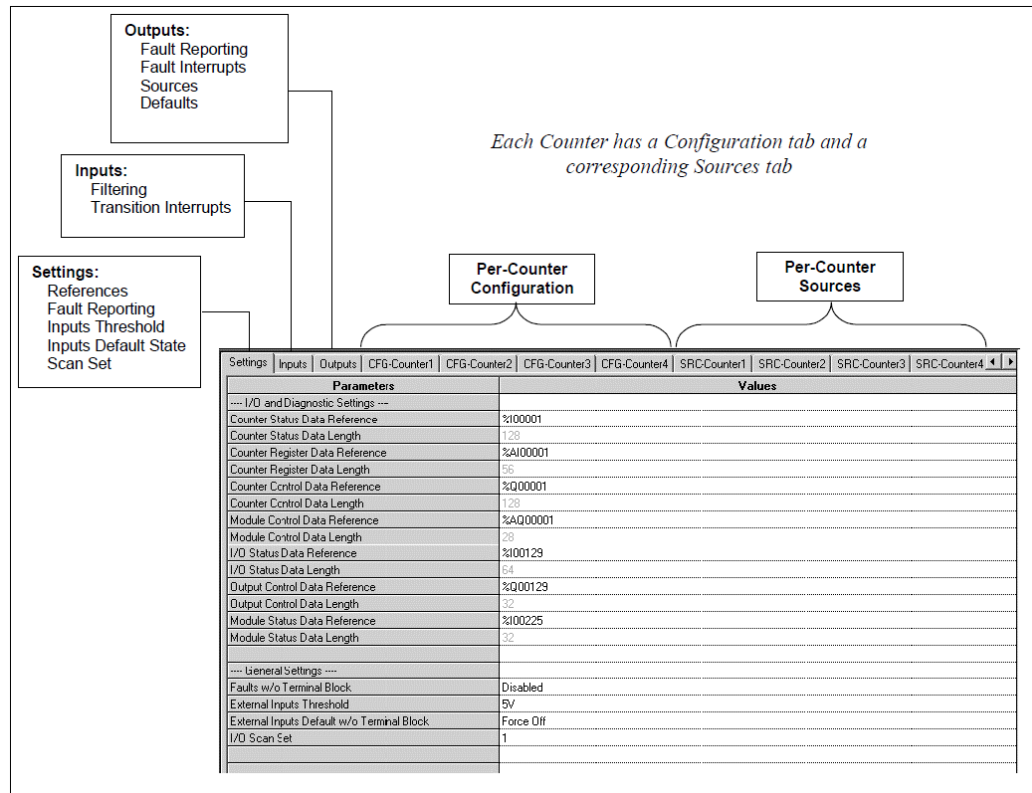 Outputs:
Fault Reporting
Fault Interrupts
Sources
Defaults
Each Counter has a Configuration tab and a
corresponding Sources tab
Inputs:
Filtering
Transition Interrupts
Settings:
References
Fault Reporting
Inputs Threshold
Inputs Default State
Scan Set
Per-Counter
Configuration
Per-Counter
Sources
Settings Inputs Outputs CFG-Counter1 CFG-Counter2 CFG-Counter3 CFG-Counter4 SRC-Counter1 SRC-Counter2 SRC-Counter3 SRC-Counter4
Parameters Values
---- I/O and Diagnostic Settings ----
Counter Status Data Reference %I00001
Counter Status Data Length 128
Counter Register Data Reference %AI00001
Counter Register Data Length 56
Counter Control Data Reference %Q00001
Counter Control Data Length 128
Module Control Data Reference %AQ00001
Module Control Data Length 28
I/O Status Data Reference %I00129
I/O Status Data Length 64
Output Control Data Reference %Q00129
Output Control Data Length 32
Module Status Data Reference %I00225
Module Status Data Length 32
---- General Settings ----
Faults w/o Terminal Block Disabled
External Inputs Threshold 5V
External Inputs Default w/o Terminal Block Force Off
I/O Scan Set 1